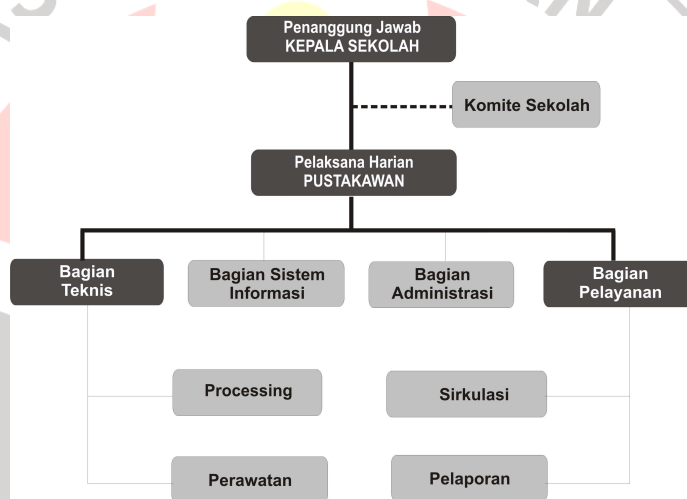 Penanggung Jawab
KEPALA SEKOLAH
Komite Sekolah
Pelaksana Harian
PUSTAKAWAN
Bagian
Teknis
Bagian Sistem
Informasi
Bagian
Administrasi
Bagian
Pelayanan
Processing
Sirkulasi
Perawatan
Pelaporan